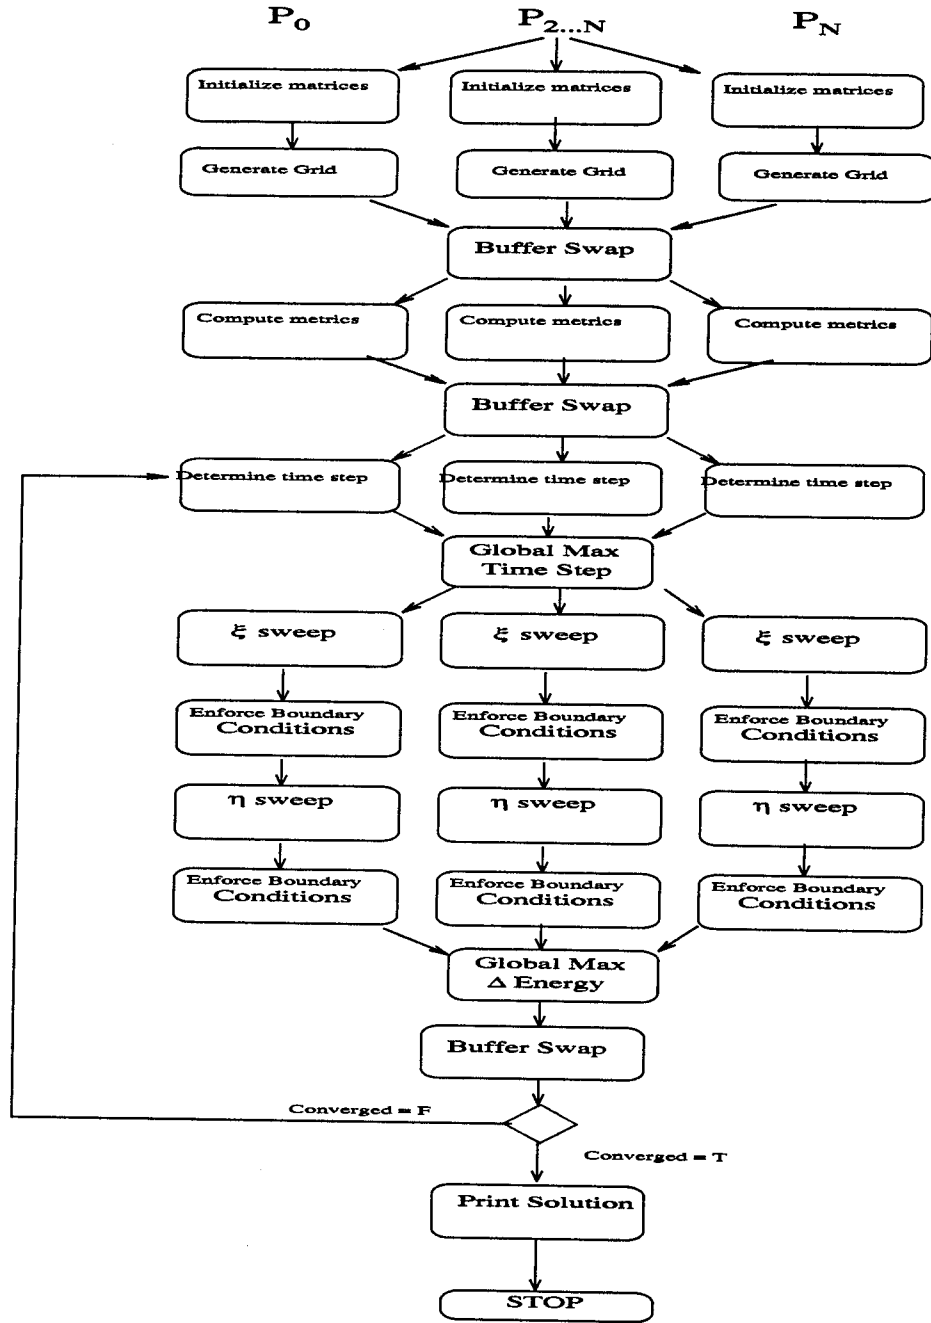 P0 P2...N PN
Initialize matrices Initialize matrices Initialize matrices
Generate Grid Generate Grid Generate Grid
Buffer Swap
Compute metrics Compute metrics Compute metrics
Buffer Swap
Determine time step Determine time step Determine time step
Global Max
Time Step
ξ sweep ξ sweep ξ sweep
Enforce Boundary Enforce Boundary Enforce Boundary
Conditions Conditions Conditions
η sweep η sweep η sweep
Enforce Boundary Enforce Boundary Enforce Boundary
Conditions Conditions Conditions
Global Max
Δ Energy
Buffer Swap
Converged = F
Converged = T
Print Solution
STOP